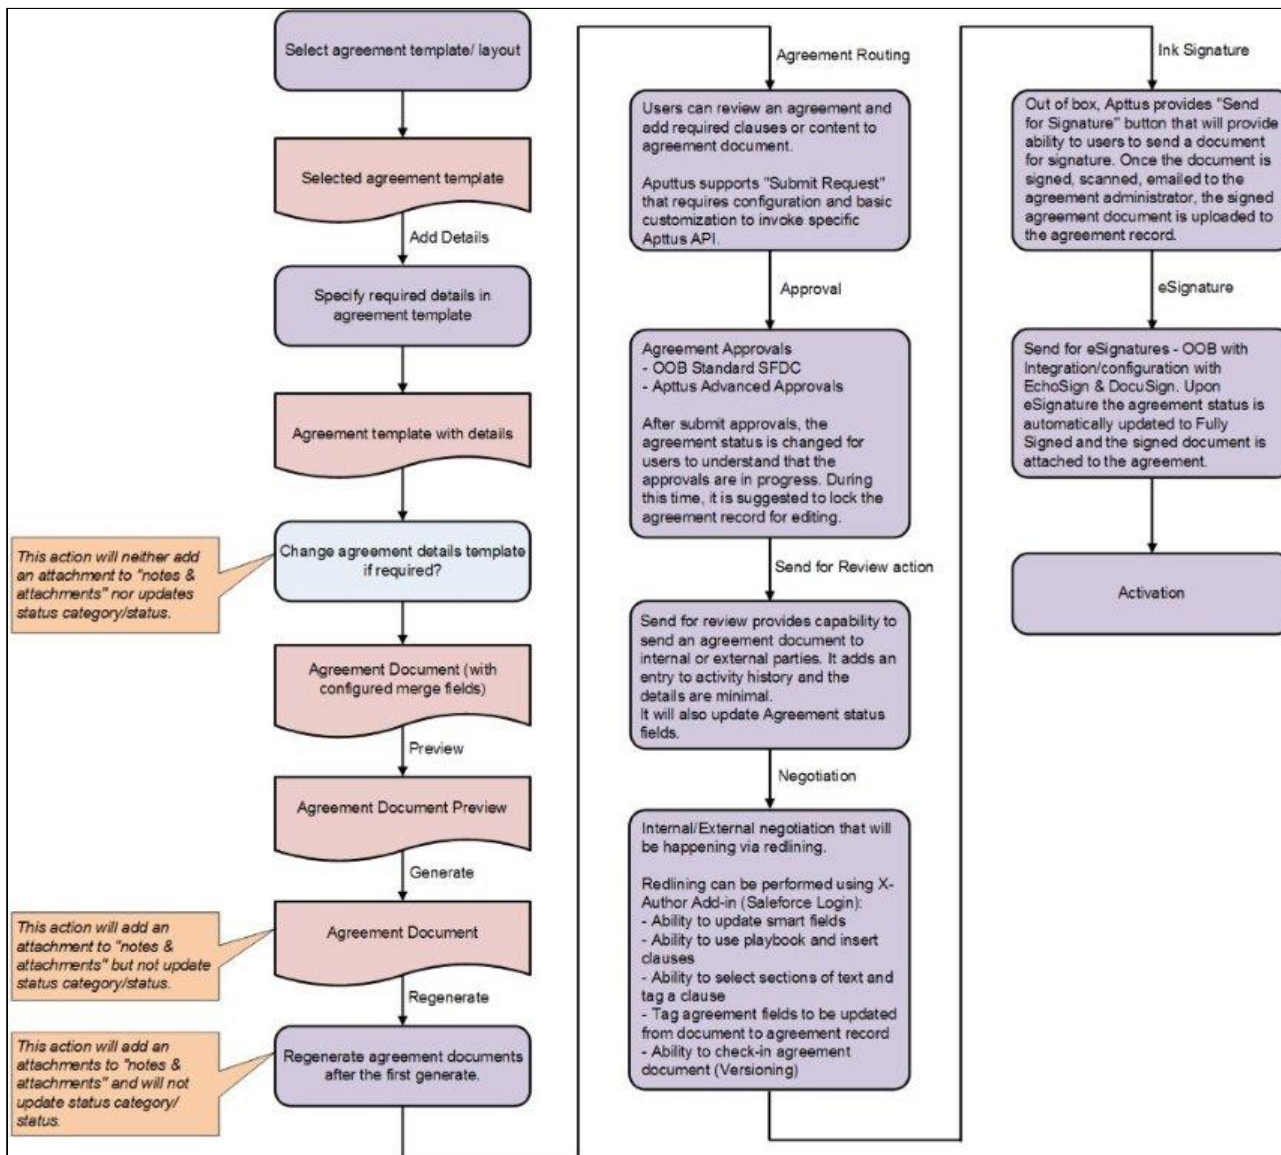 Select agreement template/ layout
Selected agreement template
Add Details
Specify required details in
agreement template
Agreement template with details
This action will neither add
an attachment to "notes &
attachments" nor updates
status category/status.
Change agreement details template
if required?
Agreement Document (with
configured merge fields)
Preview
Agreement Document Preview
Generate
This action will add an
attachment to "notes &
attachments" but not update
status category/status.
Agreement Document
Regenerate
This action will add an
attachments to "notes &
attachments" and will not
update status category/
status.
Regenerate agreement documents
after the first generate.
Agreement Routing
Users can review an agreement and
add required clauses or content to
agreement document.
Aputtus supports "Submit Request"
that requires configuration and basic
customization to invoke specific
Apttus API.
Approval
Agreement Approvals
- OOB Standard SFDC
- Apttus Advanced Approvals
After submit approvals, the
agreement status is changed for
users to understand that the
approvals are in progress. During
this time, it is suggested to lock the
agreement record for editing.
Send for Review action
Send for review provides capability to
send an agreement document to
internal or external parties. It adds an
entry to activity history and the
details are minimal.
It will also update Agreement status
fields.
Negotiation
Internal/External negotiation that will
be happening via redlining.
Redlining can be performed using X-
Author Add-in (Saleforce Login):
- Ability to update smart fields
- Ability to use playbook and insert
clauses
- Ability to select sections of text and
tag a clause
- Tag agreement fields to be updated
from document to agreement record
- Ability to check-in agreement
document (Versioning)
Ink Signature
Out of box, Apttus provides "Send
for Signature" button that will provide
ability to users to send a document
for signature. Once the document is
signed, scanned, emailed to the
agreement administrator, the signed
agreement document is uploaded to
the agreement record.
eSignature
Send for eSignatures - OOB with
Integration/configuration with
EchoSign & DocuSign. Upon
eSignature the agreement status is
automatically updated to Fully
Signed and the signed document is
attached to the agreement.
Activation